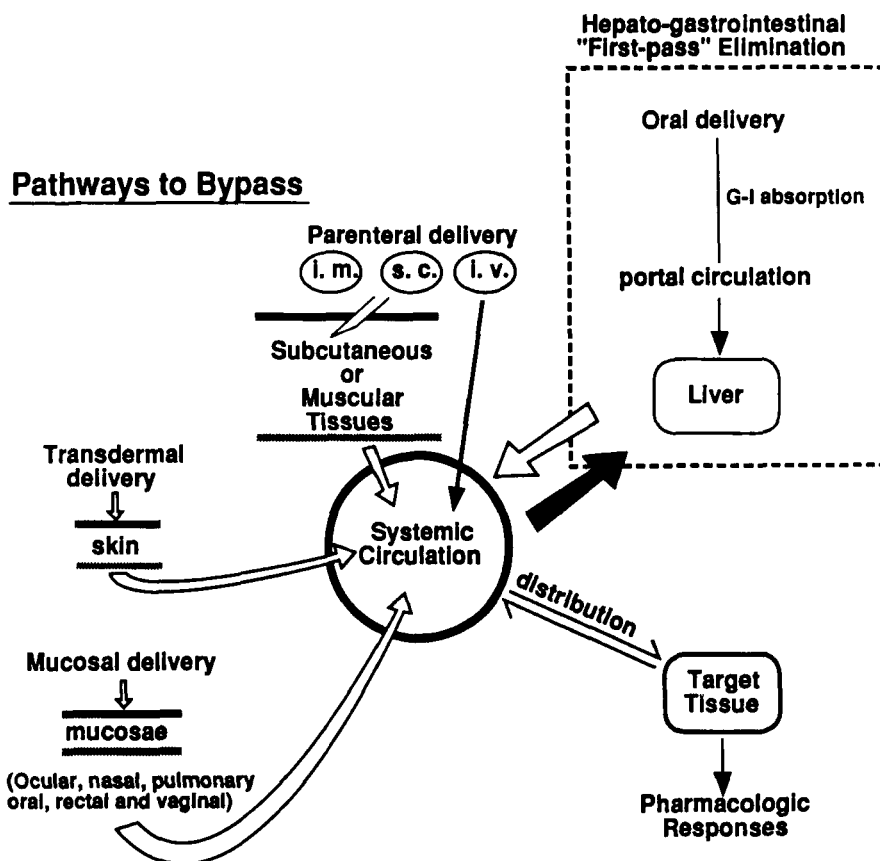 Hepato-gastrointestinal
"First-pass" Elimination
Oral delivery
G-I absorption
portal circulation
Liver
Pathways to Bypass
Parenteral delivery
i. m. s. c. i. v.
Subcutaneous
or
Muscular
Tissues
Transdermal
delivery
skin
Systemic
Circulation
distribution
Mucosal delivery
mucosae
(Ocular, nasal, pulmonary
oral, rectal and vaginal)
Target
Tissue
Pharmacologic
Responses